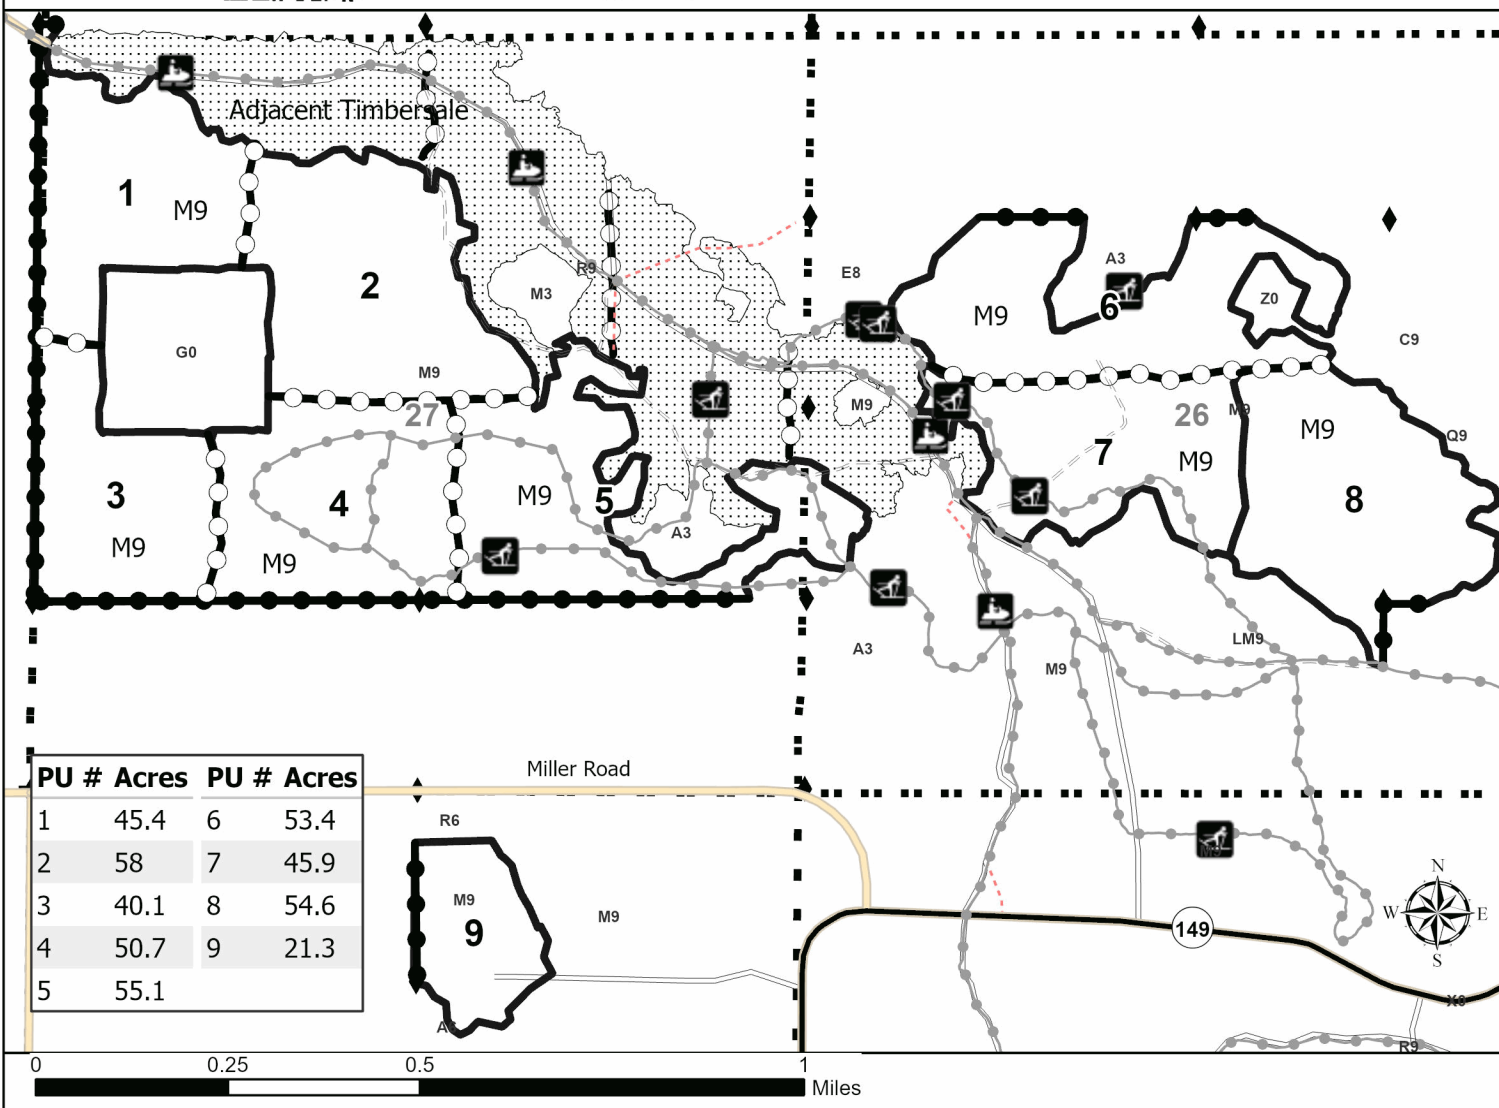 Adjacent Timbersale
1
M9
2
R9
M3
G0
M9
27
3
M9
4
M9
M9
5
A3
E8
M9
A3
6
Z0
C9
M9
26
M9
M9
7
M9
8
Q9
A3
M9
LM9
Miller Road
PU # Acres PU # Acres
1 45.4 6 53.4
2 58 7 45.9
3 40.1 8 54.6
4 50.7 9 21.3
5 55.1
R6
M9
9
M9
M9
149
N
W E
S
X0
R9
0 0.25 0.5 1
Miles